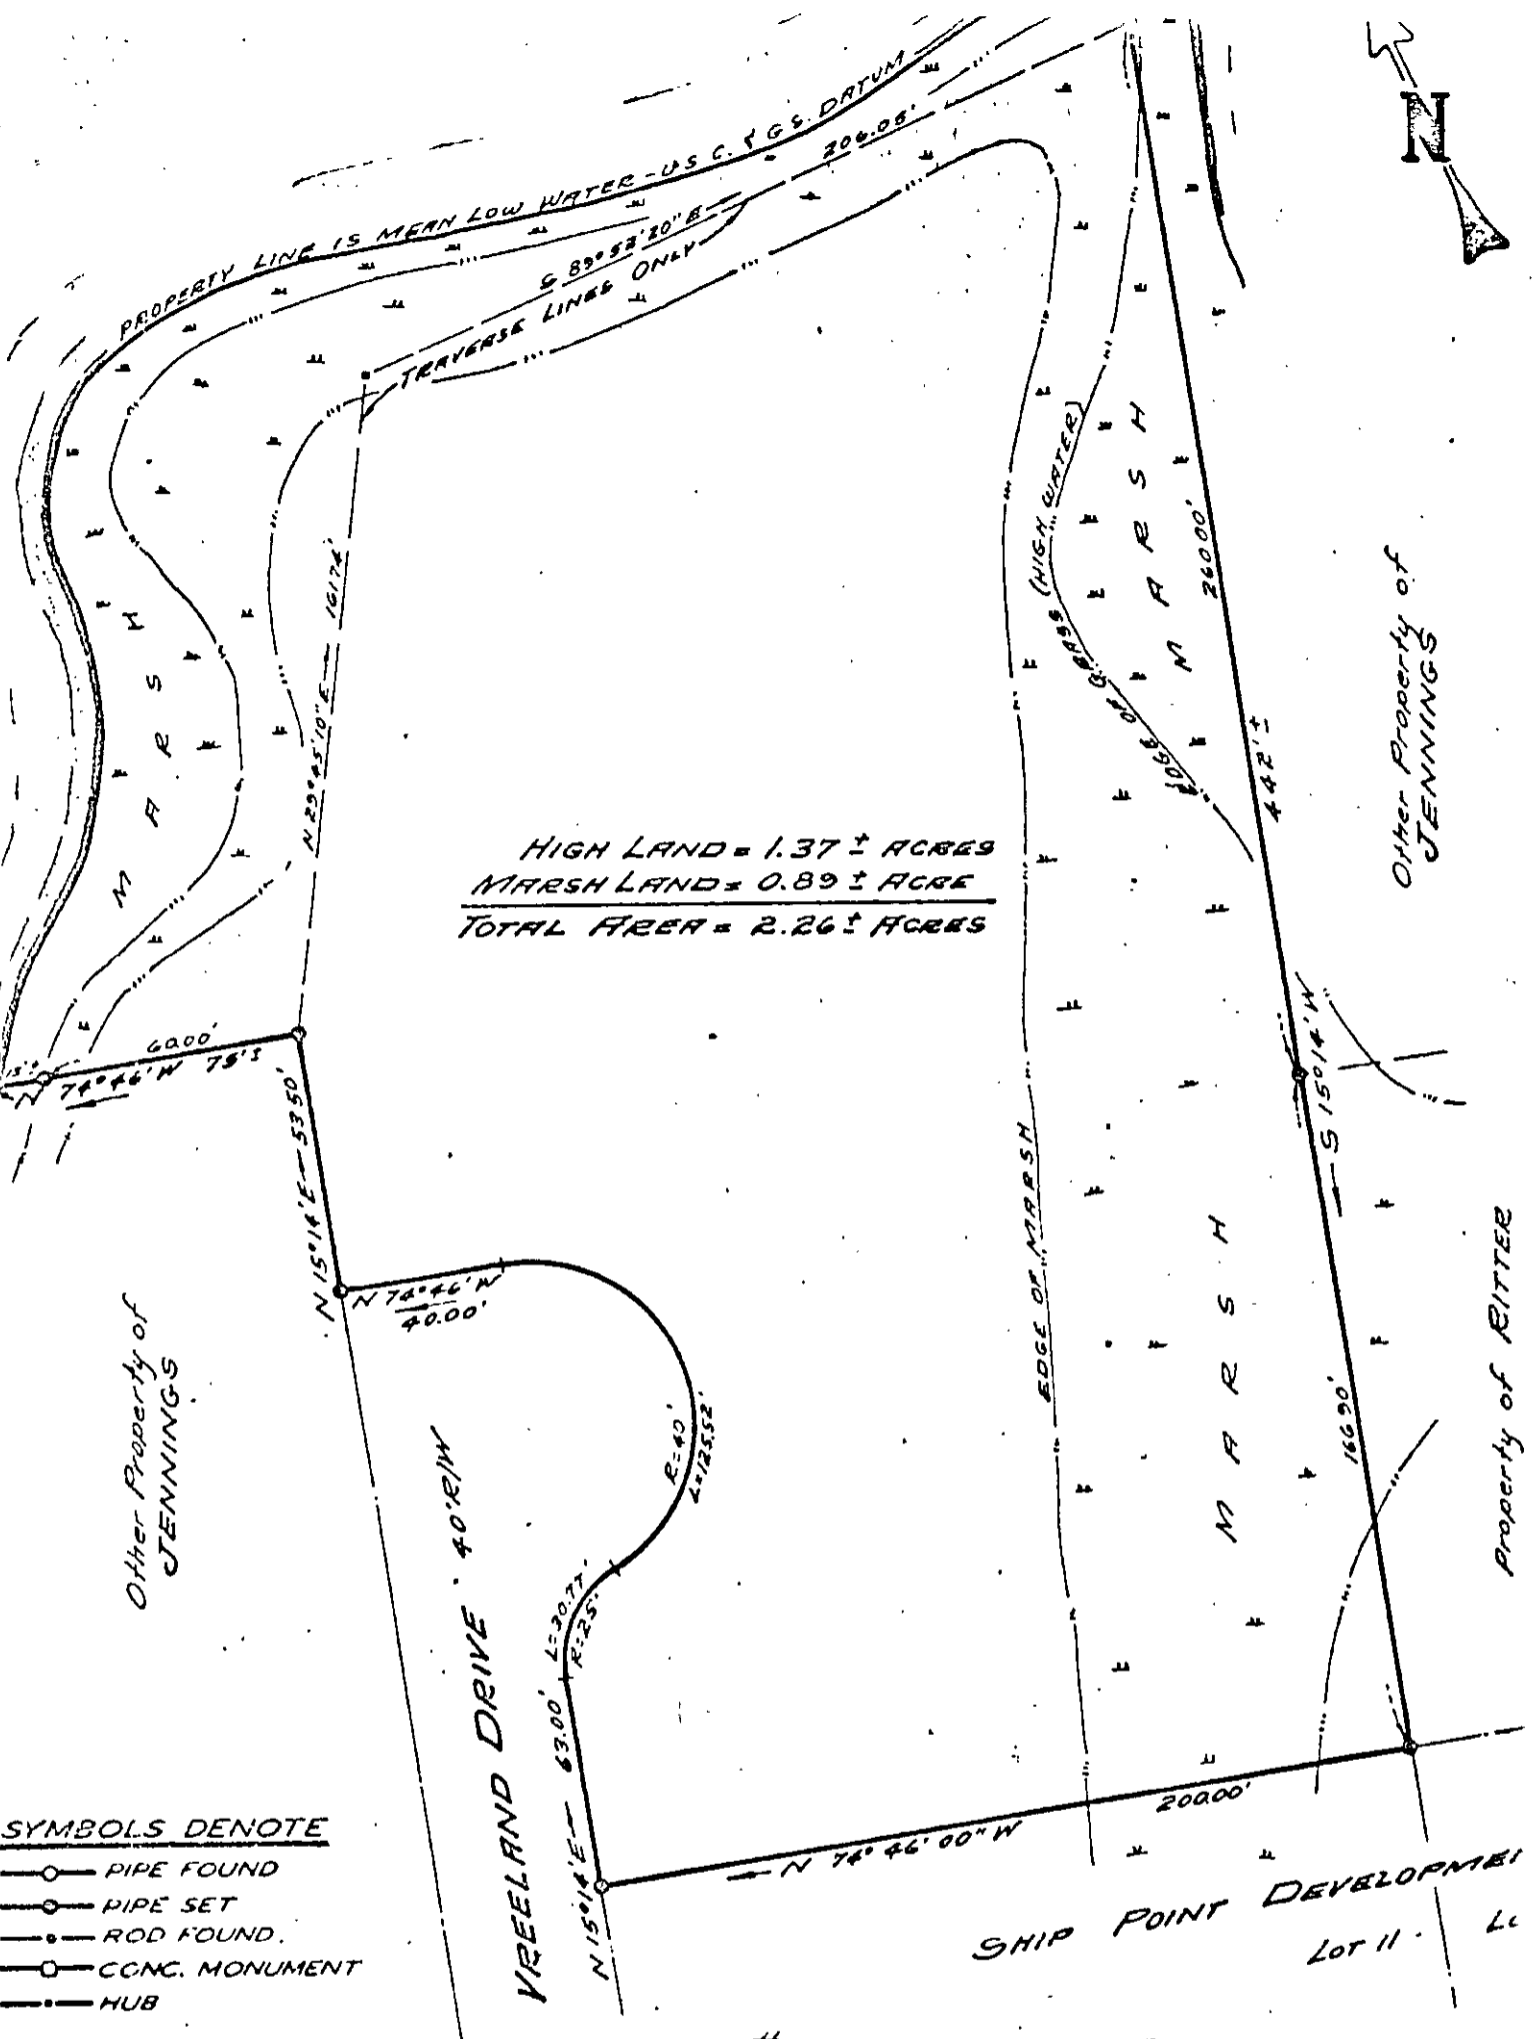 N
PROPERTY LINE IS MEAN LOW WATER - U S C. & G S. DATUM
206.05'
S 89° 52' 20" E
TRAVERSE LINES ONLY
N 29° 45' 10" E — 161.74'
MARSH
MARSH
(HIGH WATER)
EDGE OF GRASS
260.00'
442'±
Other Property of
JENNINGS
HIGH LAND = 1.37 ± ACRES
MARSH LAND = 0.89 ± ACRE
TOTAL AREA = 2.26 ± ACRES
60.00'
74° 46' W 75'±
N 15° 14' E — 53.50'
S 15° 14' W
N 74° 46' W
40.00'
EDGE OF MARSH
MARSH
Property of RITTER
166.90'
Other Property of
JENNINGS
R=40'
L=125.52'
L=30.77'
R=25'
VREELAND DRIVE · 40' R/W
N 15° 14' E — 63.00'
200.00'
N 74° 46' 00" W
SHIP POINT DEVELOPME
LOT 11
SYMBOLS DENOTE
PIPE FOUND
PIPE SET
ROD FOUND.
CONC. MONUMENT
HUB